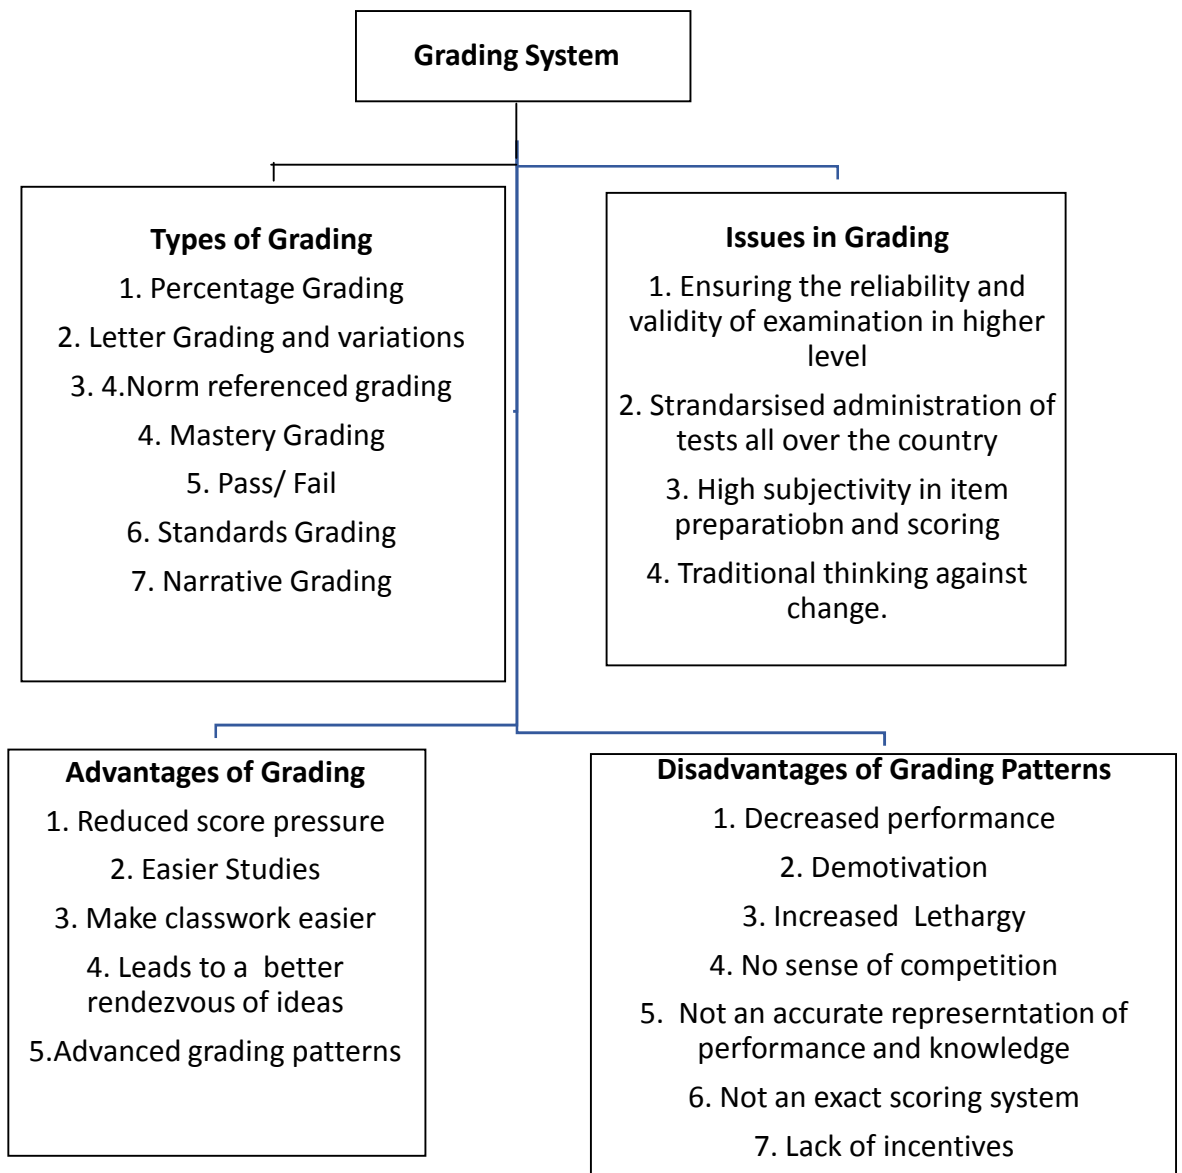 Grading System
Types of Grading
1. Percentage Grading
2. Letter Grading and variations
3. 4.Norm referenced grading
4. Mastery Grading
5. Pass/ Fail
6. Standards Grading
7. Narrative Grading
Issues in Grading
1. Ensuring the reliability and
validity of examination in higher
level
2. Strandarsised administration of
tests all over the country
3. High subjectivity in item
preparatiobn and scoring
4. Traditional thinking against
change.
Advantages of Grading
1. Reduced score pressure
2. Easier Studies
3. Make classwork easier
4. Leads to a  better
rendezvous of ideas
5.Advanced grading patterns
Disadvantages of Grading Patterns
1. Decreased performance
2. Demotivation
3. Increased  Lethargy
4. No sense of competition
5.  Not an accurate represerntation of
performance and knowledge
6. Not an exact scoring system
7. Lack of incentives